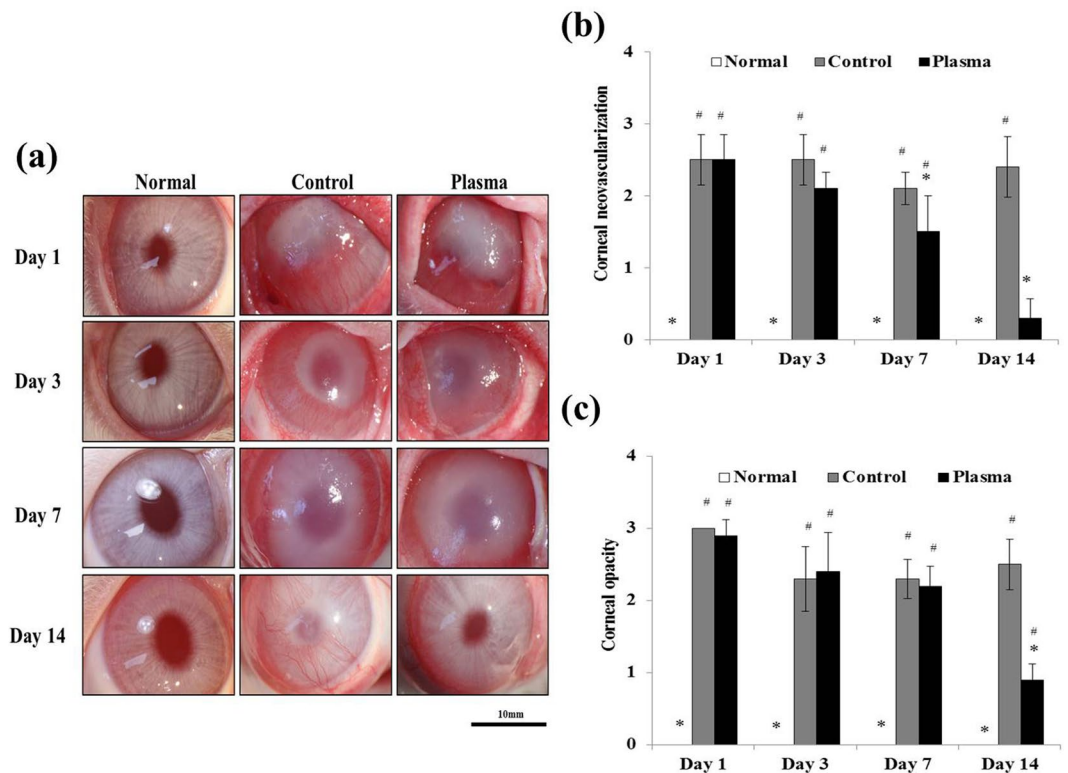 (a)
Normal Control Plasma
Day 1
Day 3
Day 7
Day 14
10mm
(b)
Normal Control Plasma
Corneal neovascularization
4
3
2
1
0
# # # # # # * #
* * * * *
Day 1 Day 3 Day 7 Day 14
(c)
Normal Control Plasma
Corneal opacity
4
3
2
1
0
# # # # # # # # *
* * * *
Day 1 Day 3 Day 7 Day 14